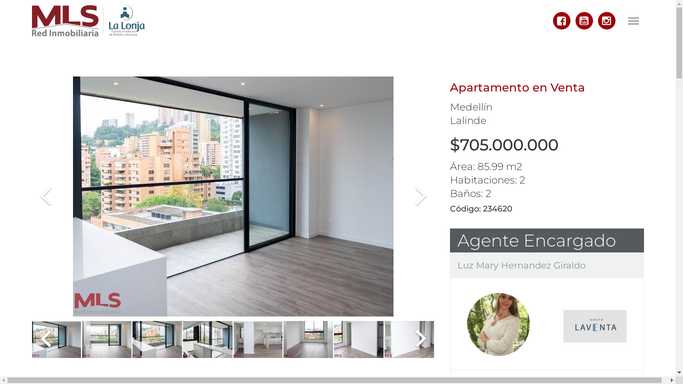 MLS
Red Inmobiliaria
La Lonja
Apartamento en Venta
Medellín
Lalinde
$705.000.000
Área: 85.99 m2
Habitaciones: 2
Baños: 2
Código: 234620
MLS
Agente Encargado
Luz Mary Hernandez Giraldo
LAVENTA
MLS